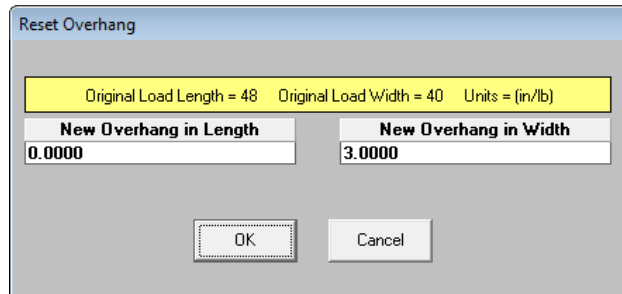 Reset Overhang
Original Load Length = 48 Original Load Width = 40 Units = (in/lb)
New Overhang in Length New Overhang in Width
0.0000 3.0000
OK Cancel